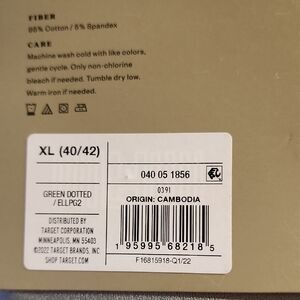 FIBER
95% Cotton / 5% Spandex
CARE
Machine wash cold with like colors,
gentle cycle. Only non-chlorine
bleach if needed. Tumble dry low.
Warm iron if needed.
XL (40/42)
040 05 1856
0391
GREEN DOTTED
/ ELLPG2
ORIGIN: CAMBODIA
DISTRIBUTED BY
TARGET CORPORATION
MINNEAPOLIS, MN 55403
©2022 TARGET BRANDS, INC
SHOP TARGET.COM
1 95995 68218 5
F16815918-Q1/22